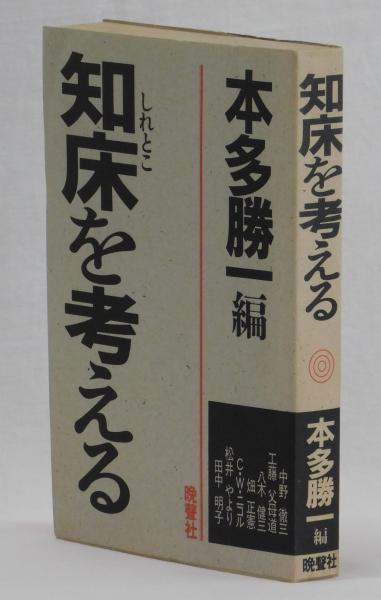 知床を考える
しれとこ
本多勝一編
中野徹三
工藤父母道
八木健三
畑正憲
C・W・ニコル
松井やより
田中明子
晩聲社
知床を考える
本多勝一編
晩聲社